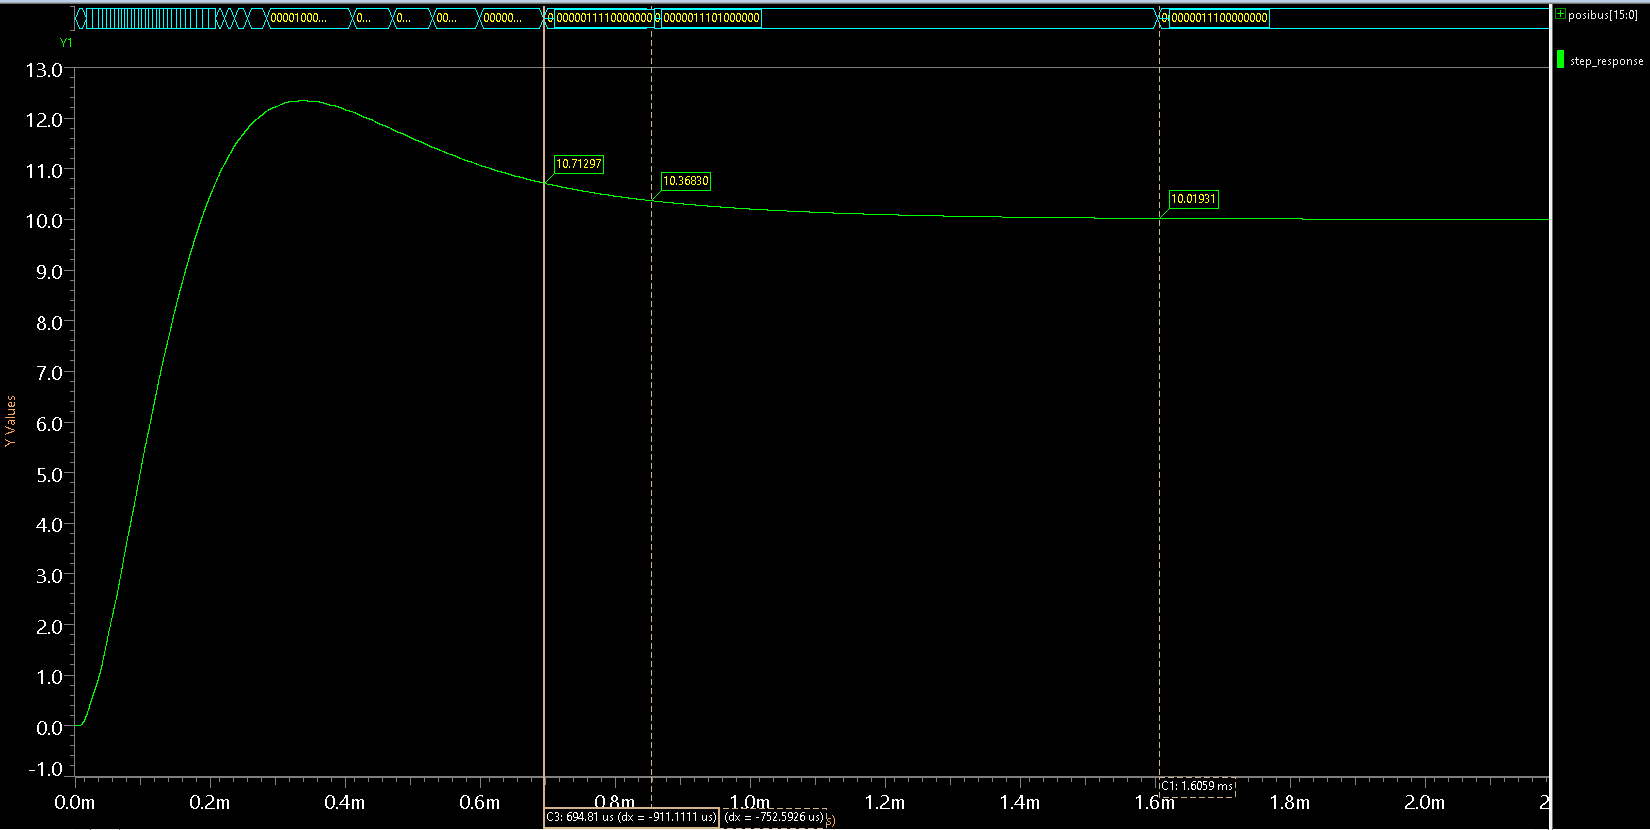 00001000... 0... 0... 00... 00000... 0 0000011110000000 0 0000011101000000 0 0000011100000000
posibus[15:0]
Y1
step_response
13.0
12.0
11.0
10.0
9.0
8.0
7.0
6.0
5.0
4.0
3.0
2.0
1.0
0.0
-1.0
Y Values
10.71297
10.36830
10.01931
C1: 1.6059 ms
0.0m 0.2m 0.4m 0.6m 0.8m 1.0m 1.2m 1.4m 1.6m 1.8m 2.0m 2
C3: 694.81 us (dx = -911.1111 us) (dx = -752.5926 us) s)